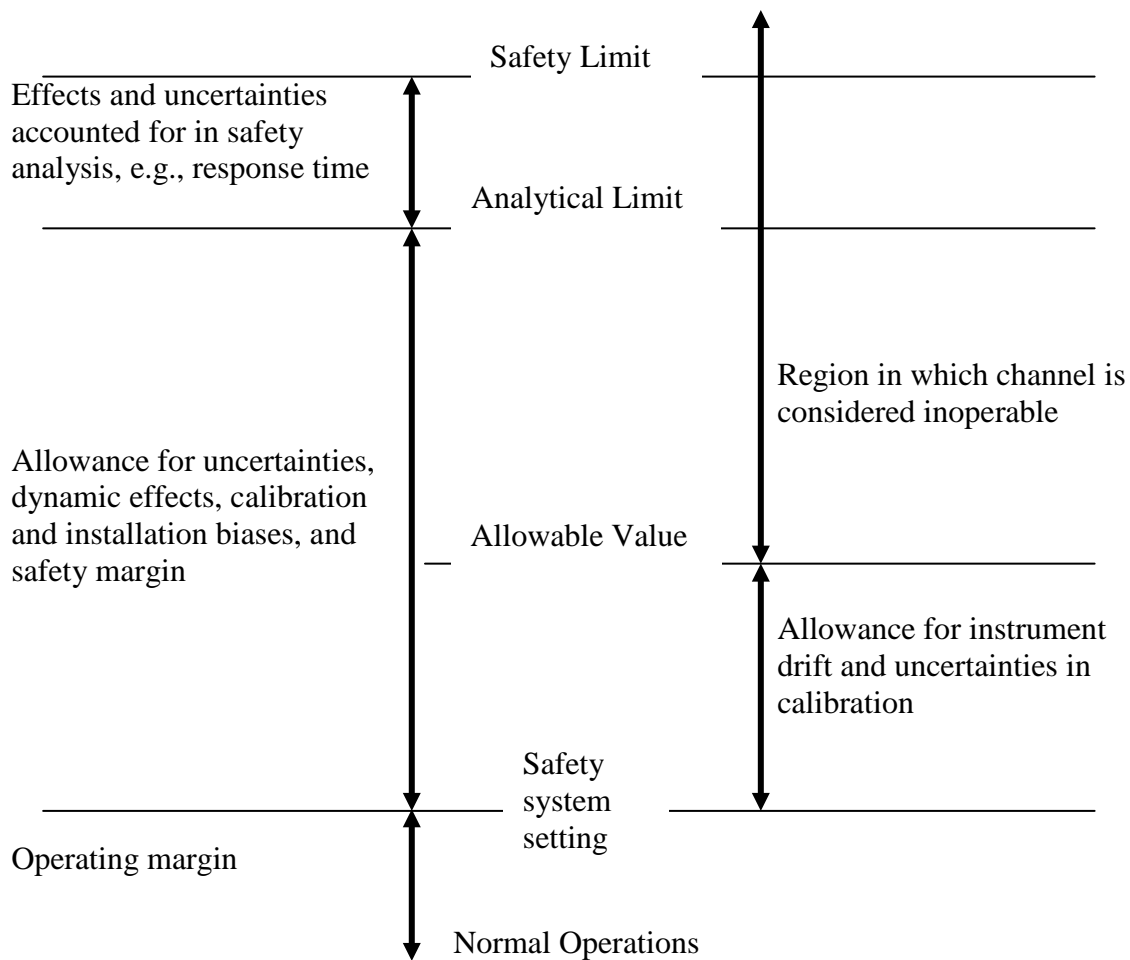 Safety Limit
Effects and uncertainties
accounted for in safety
analysis, e.g., response time
Analytical Limit
Region in which channel is
considered inoperable
Allowance for uncertainties,
dynamic effects, calibration
and installation biases, and
safety margin
Allowable Value
Allowance for instrument
drift and uncertainties in
calibration
Safety
system
setting
Operating margin
Normal Operations